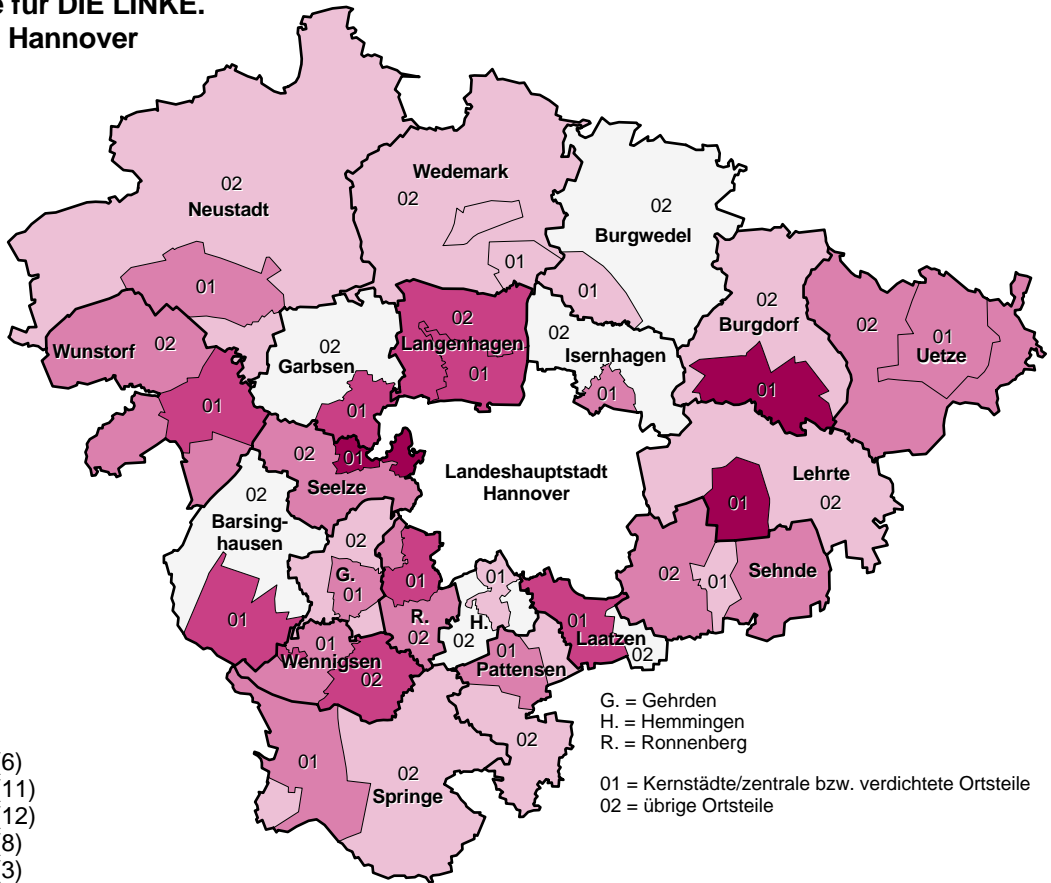 für DIE LINKE.
Hannover
02
Neustadt
01
Wedemark
02
01
02
Burgwedel
01
02
Burgdorf
01
02
01
Uetze
Wunstorf 02
01
02
Garbsen
01
02
Langenhagen
01
02
Isernhagen
01
02
01
Seelze
Landeshauptstadt
Hannover
Lehrte
01
02
02
Barsing-
hausen
01
02
G.
01
01
R.
02
01
H.
02
01
Laatzen
02
02
01
Sehnde
01
Wennigsen
02
01
Pattensen
02
01
02
Springe
G. = Gehrden
H. = Hemmingen
R. = Ronnenberg
01 = Kernstädte/zentrale bzw. verdichtete Ortsteile
02 = übrige Ortsteile
6)
11)
12)
8)
3)